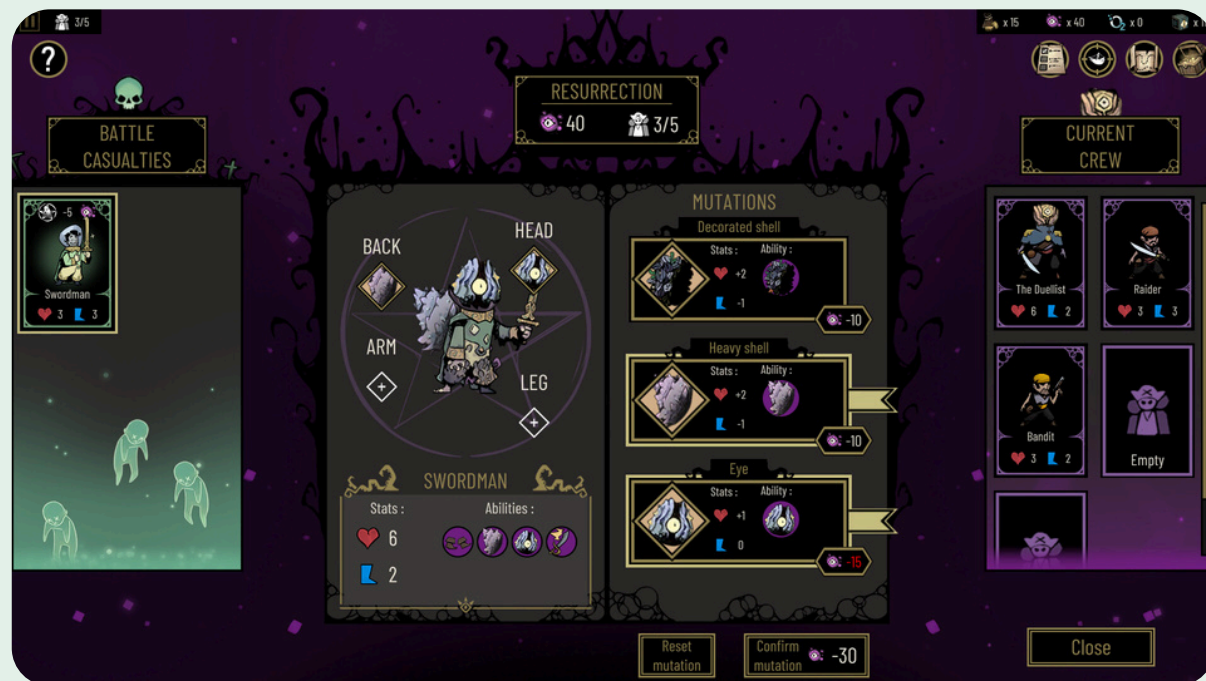 3/5
x 15
x 40
O2 x 0
?
RESURRECTION
40
3/5
BATTLE
CASUALTIES
CURRENT
CREW
-5
Swordman
3
3
BACK
HEAD
ARM
LEG
SWORDMAN
Stats :
Abilities :
6
2
MUTATIONS
Decorated shell
Stats :
Ability :
+2
-1
-10
Heavy shell
Stats :
Ability :
+2
-1
-10
Eye
Stats :
Ability :
+1
0
-15
The Duellist
6
2
Raider
3
3
Bandit
3
2
Empty
Reset
mutation
Confirm
mutation
-30
Close